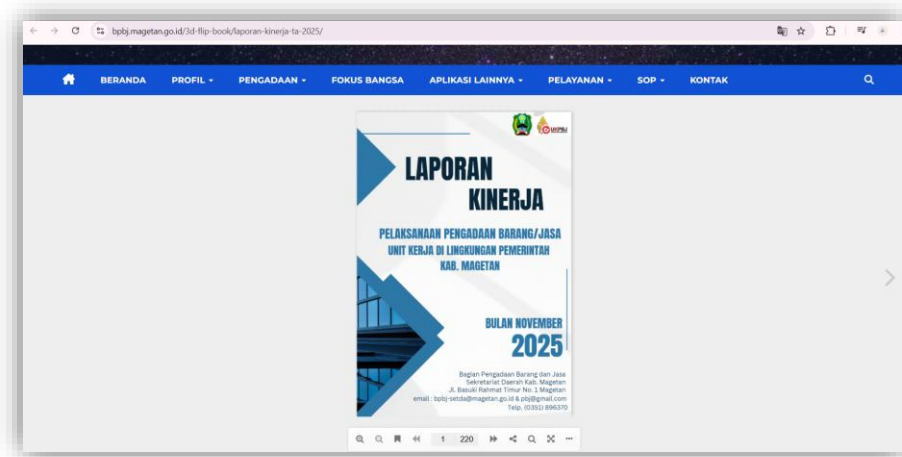 bpbj.magetan.go.id/3d-flip-book/laporan-kinerja-ta-2025/
BERANDA PROFIL PENGADAAN FOKUS BANGSA APLIKASI LAINNYA PELAYANAN SOP KONTAK
UKPBJ
LAPORAN
KINERJA
PELAKSANAAN PENGADAAN BARANG/JASA
UNIT KERJA DI LINGKUNGAN PEMERINTAH
KAB. MAGETAN
BULAN NOVEMBER
2025
Bagian Pengadaan Barang dan Jasa
Sekretariat Daerah Kab. Magetan
Jl. Basuki Rahmat Timur No. 1 Magetan
email : bpbj-setda@magetan.go.id & pbj@gmail.com
Telp. (0351) 896370
1 220